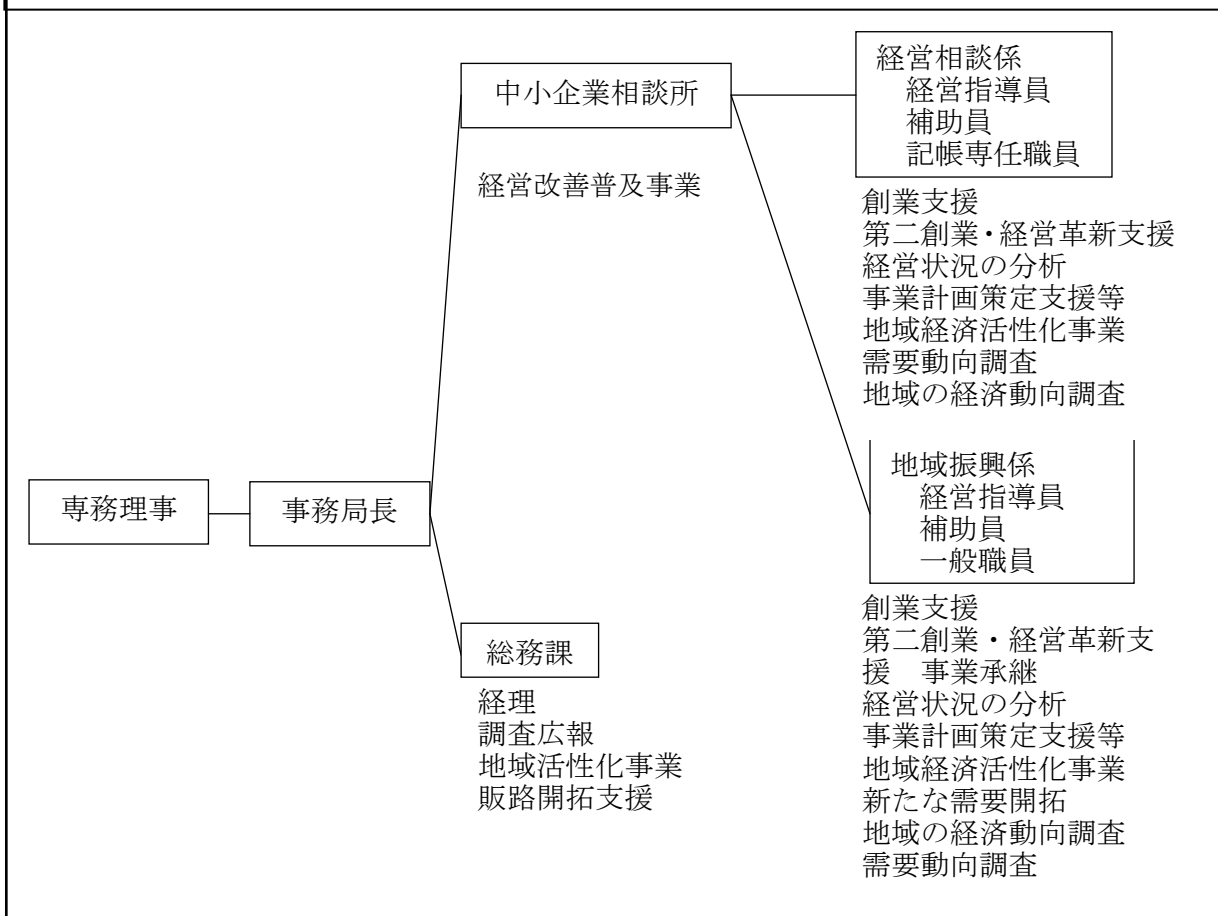 中小企業相談所
経営改善普及事業
経営相談係
経営指導員
補助員
記帳専任職員
創業支援
第二創業・経営革新支援
経営状況の分析
事業計画策定支援等
地域経済活性化事業
需要動向調査
地域の経済動向調査
専務理事
事務局長
地域振興係
経営指導員
補助員
一般職員
総務課
経理
調査広報
地域活性化事業
販路開拓支援
創業支援
第二創業・経営革新支
援　事業承継
経営状況の分析
事業計画策定支援等
地域経済活性化事業
新たな需要開拓
地域の経済動向調査
需要動向調査